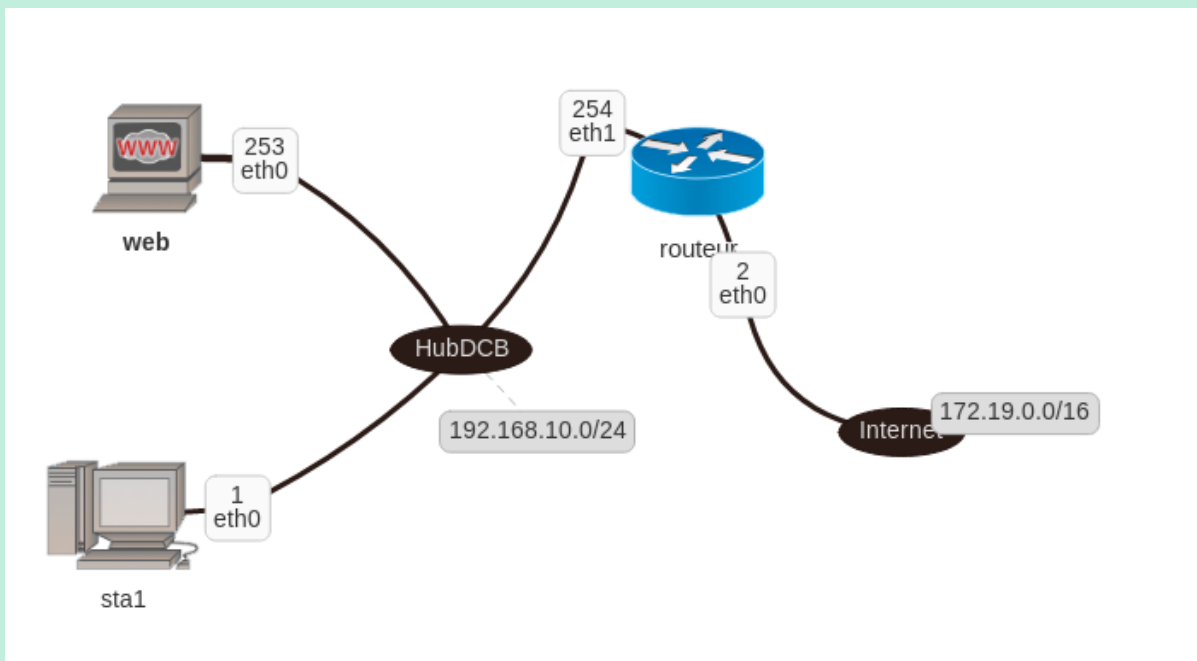 254
eth1
WWW
253
eth0
web
routeur
2
eth0
HubDCB
192.168.10.0/24
172.19.0.0/16
Internet
1
eth0
sta1